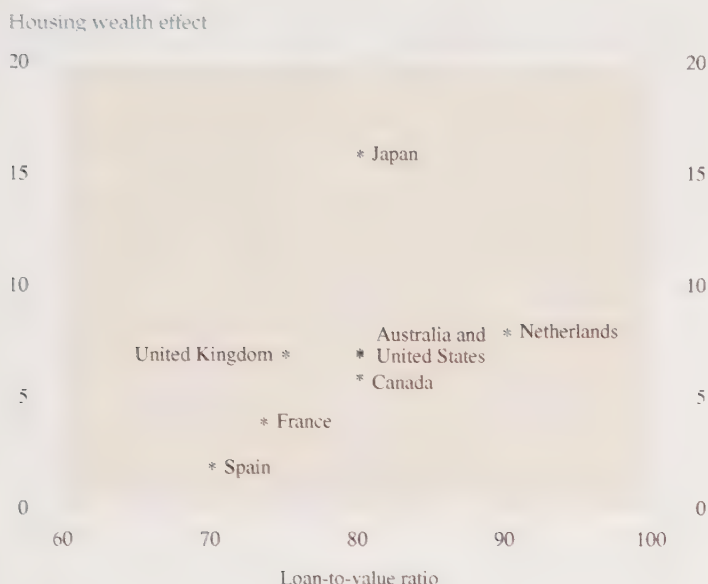 Housing wealth effect
20 20
* Japan
15 15
10 10
Australia and
* Netherlands
United Kingdom *
* United States
* Canada
5 5
* France
* Spain
0 0
60 70 80 90 100
Loan-to-value ratio